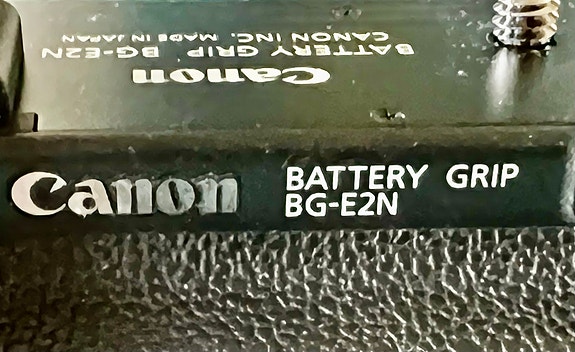 Canon
BATTERY GRIP BG-E2N
CANON INC. MADE IN JAPAN
Canon
BATTERY GRIP
BG-E2N